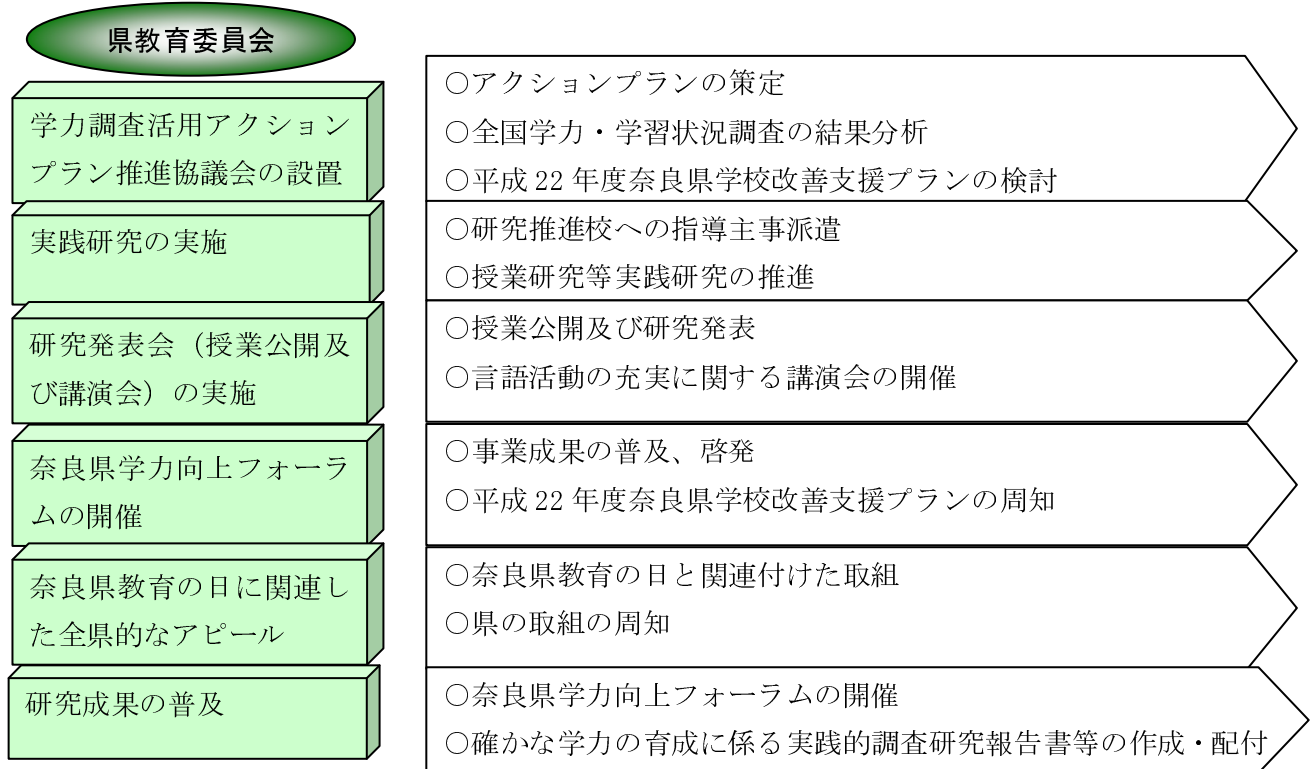 県教育委員会
学力調査活用アクション
プラン推進協議会の設置
○アクションプランの策定
○全国学力・学習状況調査の結果分析
○平成 22 年度奈良県学校改善支援プランの検討
実践研究の実施
○研究推進校への指導主事派遣
○授業研究等実践研究の推進
研究発表会（授業公開及
び講演会）の実施
○授業公開及び研究発表
○言語活動の充実に関する講演会の開催
奈良県学力向上フォーラ
ムの開催
○事業成果の普及、啓発
○平成 22 年度奈良県学校改善支援プランの周知
奈良県教育の日に関連し
た全県的なアピール
○奈良県教育の日と関連付けた取組
○県の取組の周知
研究成果の普及
○奈良県学力向上フォーラムの開催
○確かな学力の育成に係る実践的調査研究報告書等の作成・配付